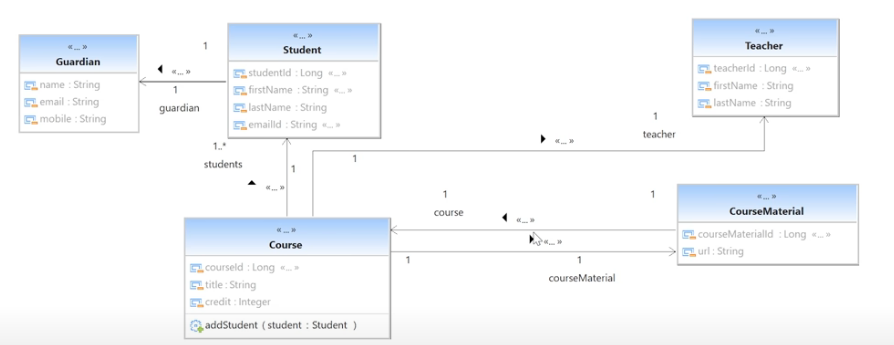 «... »
Guardian
name : String
email : String
mobile : String
1
«... »
1
guardian
«... »
Student
studentId : Long «... »
firstName : String «... »
lastName : String
emailId : String «... »
«... »
Teacher
teacherId : Long «... »
firstName : String
lastName : String
1
teacher
«... »
1
1..*
students
1
«... »
«... »
Course
courseId : Long «... »
title : String
credit : Integer
addStudent ( student : Student )
1
course
1
«... »
«... »
1
1
courseMaterial
«... »
CourseMaterial
courseMaterialId : Long «... »
url : String